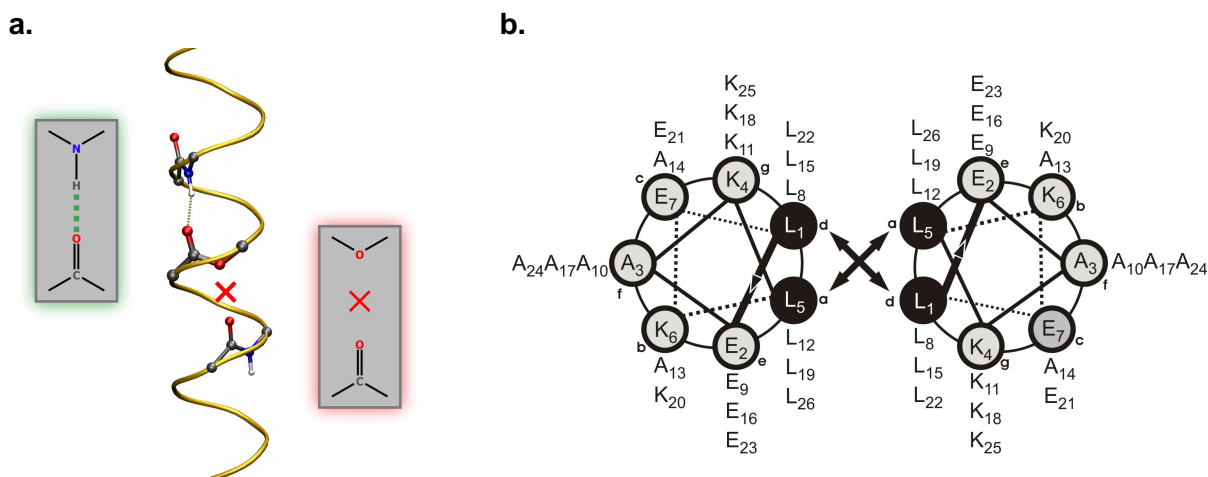 a.
b.
N
H
O
C
O
O
C
K25
K18
K11
E21
A14
L22
L15
L8
g
c
K4
E7
L1
d
A24A17A10
A3
f
L5
a
K6
b
E2
e
A13
K20
L12
L19
L26
E9
E16
E23
E23
E16
E9
L26
L19
L12
K20
A13
e
E2
K6
b
a
L5
A3
A10A17A24
f
d
L1
E7
c
K4
g
L8
L15
L22
K11
K18
K25
A14
E21